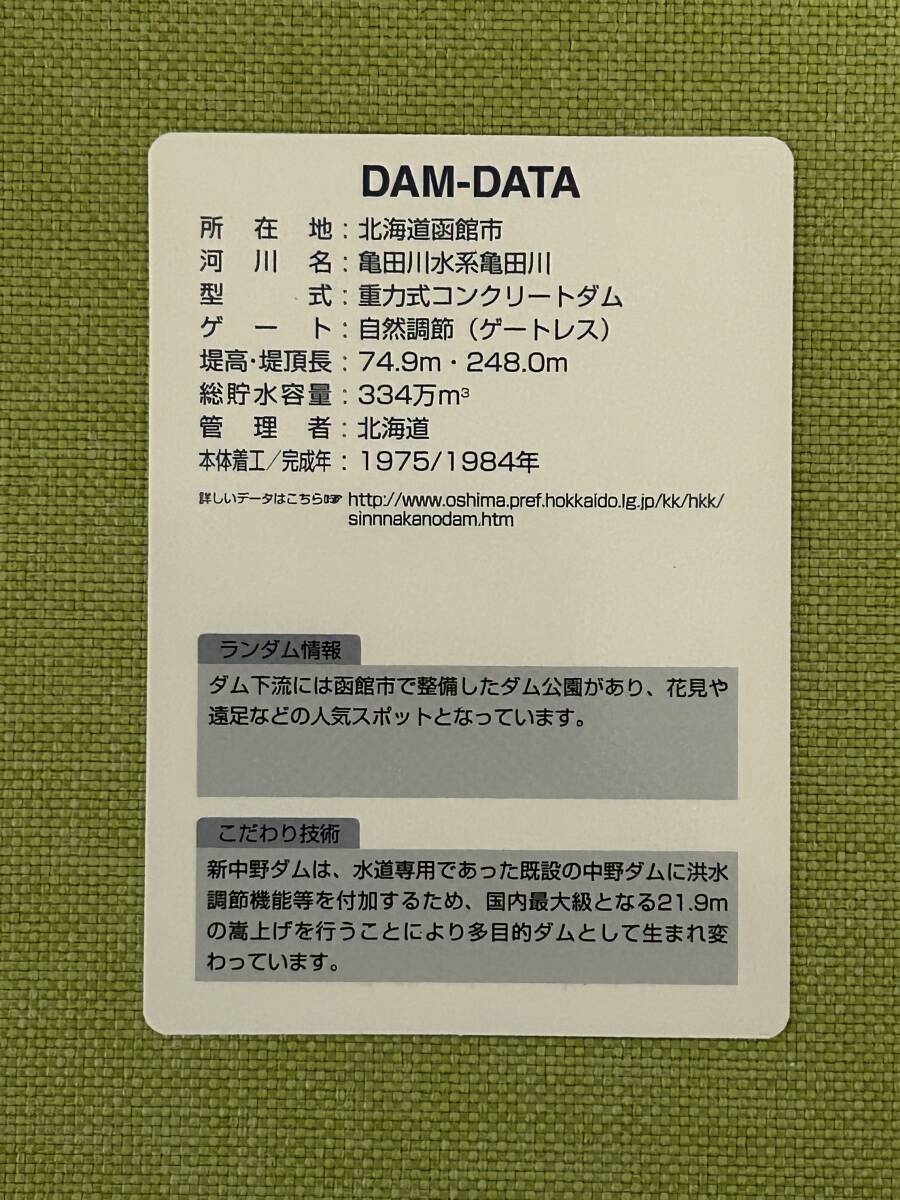 DAM-DATA
所在地：北海道函館市
河川名：亀田川水系亀田川
型式：重力式コンクリートダム
ゲート：自然調節（ゲートレス）
堤高・堤頂長：74.9m・248.0m
総貯水容量：334万m³
管理者：北海道
本体着工／完成年：1975/1984年
詳しいデータはこちら☞ http://www.oshima.pref.hokkaido.lg.jp/kk/hkk/
sinnnakanodam.htm
ランダム情報
ダム下流には函館市で整備したダム公園があり、花見や
遠足などの人気スポットとなっています。
こだわり技術
新中野ダムは、水道専用であった既設の中野ダムに洪水
調節機能等を付加するため、国内最大級となる21.9m
の嵩上げを行うことにより多目的ダムとして生まれ変
わっています。